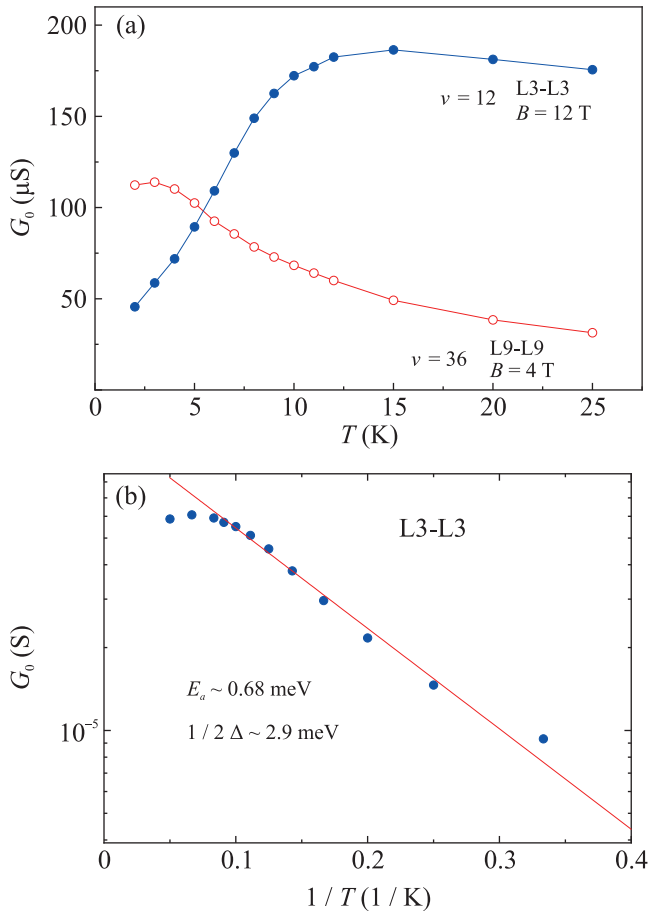 (a)
200
150
100
50
G₀ (μS)
ν = 12 L3-L3
B = 12 T
ν = 36 L9-L9
B = 4 T
0 5 10 15 20 25
T (K)
(b)
L3-L3
G₀ (S)
10⁻⁵
Eₐ ~ 0.68 meV
1 / 2 Δ ~ 2.9 meV
0 0.1 0.2 0.3 0.4
1 / T (1 / K)